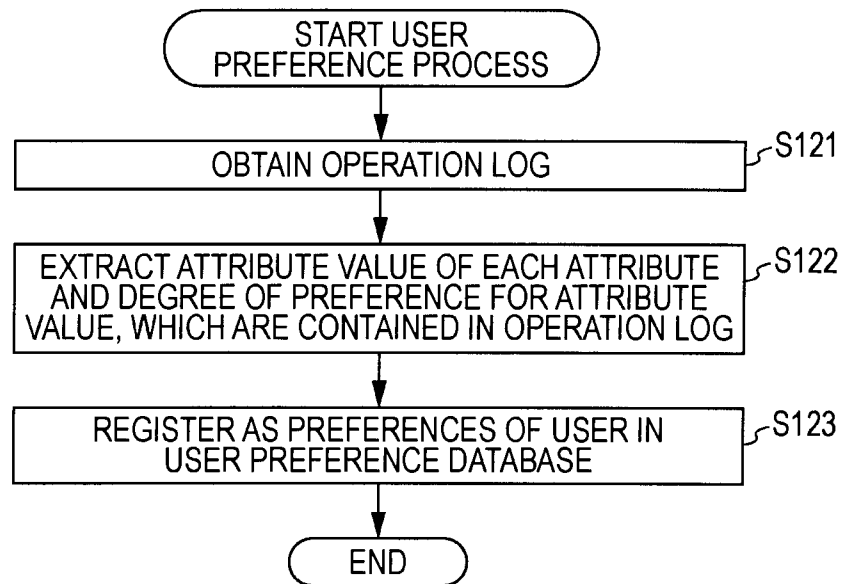 START USER
PREFERENCE PROCESS
OBTAIN OPERATION LOG
S121
EXTRACT ATTRIBUTE VALUE OF EACH ATTRIBUTE
AND DEGREE OF PREFERENCE FOR ATTRIBUTE
VALUE, WHICH ARE CONTAINED IN OPERATION LOG
S122
REGISTER AS PREFERENCES OF USER IN
USER PREFERENCE DATABASE
S123
END